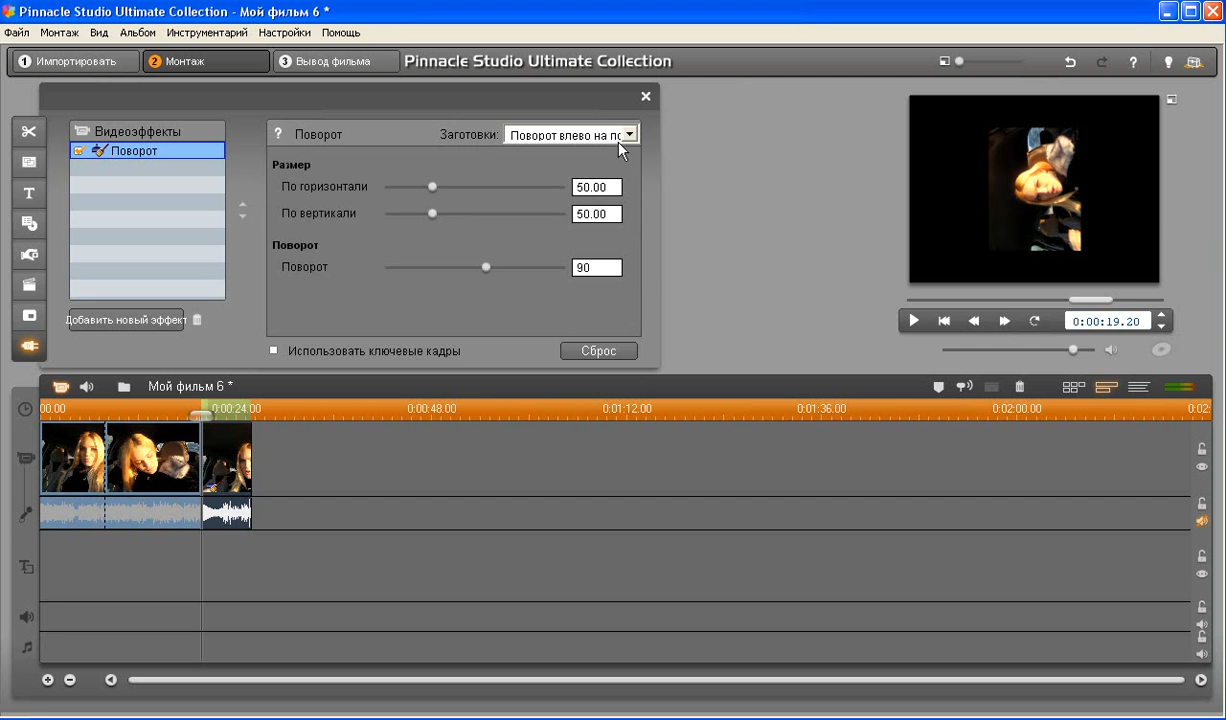 Pinnacle Studio Ultimate Collection - Мой фильм 6 *
Файл Монтаж Вид Альбом Инструментарий Настройки Помощь
1 Импортировать 2 Монтаж 3 Вывод фильма Pinnacle Studio Ultimate Collection ?
Видеоэффекты
Поворот
Добавить новый эффект
? Поворот Заготовки: Поворот влево на по
Размер
По горизонтали 50.00
По вертикали 50.00
Поворот
Поворот 90
Использовать ключевые кадры Сброс
0:00:19.20
Мой фильм 6 *
00.00 0:00:24.00 0:00:48.00 0:01:12.00 0:01:36.00 0:02:00.00 0:02: